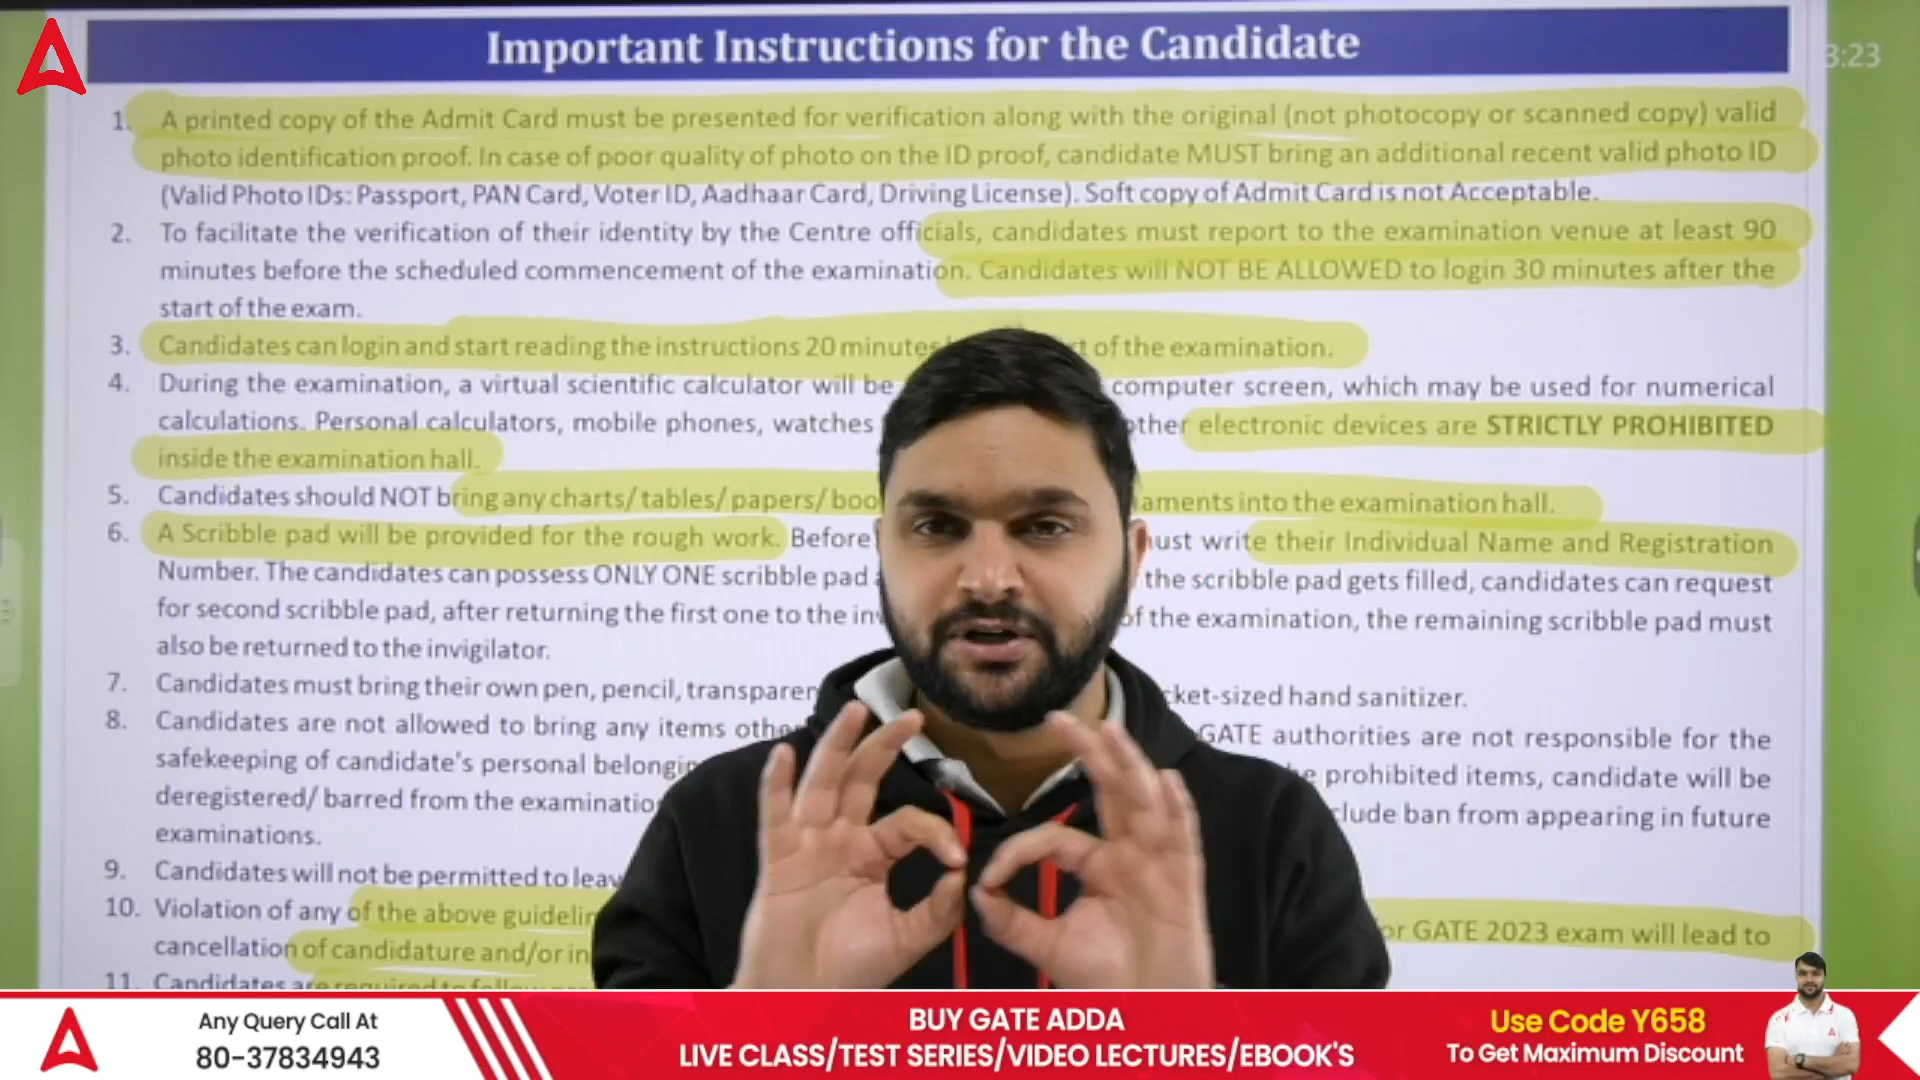 Important Instructions for the Candidate
3:23
1. A printed copy of the Admit Card must be presented for verification along with the original (not photocopy or scanned copy) valid
photo identification proof. In case of poor quality of photo on the ID proof, candidate MUST bring an additional recent valid photo ID
(Valid Photo IDs: Passport, PAN Card, Voter ID, Aadhaar Card, Driving License). Soft copy of Admit Card is not Acceptable.
2. To facilitate the verification of their identity by the Centre officials, candidates must report to the examination venue at least 90
minutes before the scheduled commencement of the examination. Candidates will NOT BE ALLOWED to login 30 minutes after the
start of the exam.
3. Candidates can login and start reading the instructions 20 minutes of the examination.
4. During the examination, a virtual scientific calculator will be computer screen, which may be used for numerical
calculations. Personal calculators, mobile phones, watches other electronic devices are STRICTLY PROHIBITED
inside the examination hall.
5. Candidates should NOT bring any charts/ tables/ papers/ into the examination hall.
6. A Scribble pad will be provided for the rough work. Before must write their Individual Name and Registration
Number. The candidates can possess ONLY ONE scribble pad the scribble pad gets filled, candidates can request
for second scribble pad, after returning the first one to the of the examination, the remaining scribble pad must
also be returned to the invigilator.
7. Candidates must bring their own pen, pencil, -sized hand sanitizer.
8. Candidates are not allowed to bring any items GATE authorities are not responsible for the
safekeeping of candidate's personal prohibited items, candidate will be
deregistered/ barred from the ban from appearing in future
examinations.
9. Candidates will not be permitted to
10. Violation of any of the above GATE 2023 exam will lead to
cancellation of candidature and/or
11. Candidates are required to
Any Query Call At
80-37834943
BUY GATE ADDA
LIVE CLASS/TEST SERIES/VIDEO LECTURES/EBOOK'S
Use Code Y658
To Get Maximum Discount